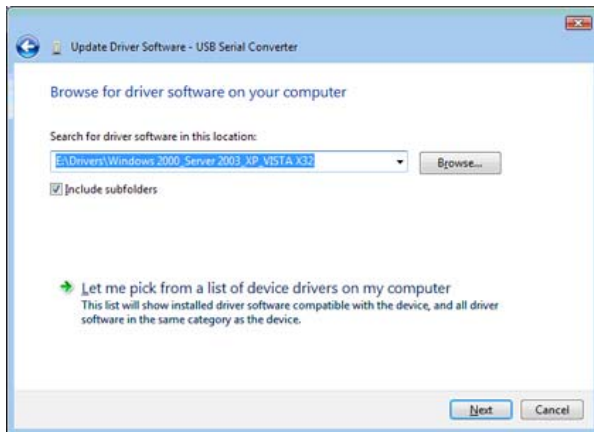 Update Driver Software - USB Serial Converter
Browse for driver software on your computer
Search for driver software in this location:
E:\Drivers\Windows 2000_Server 2003_XP_VISTA X32
Browse...
Include subfolders
Let me pick from a list of device drivers on my computer
This list will show installed driver software compatible with the device, and all driver
software in the same category as the device.
Next
Cancel